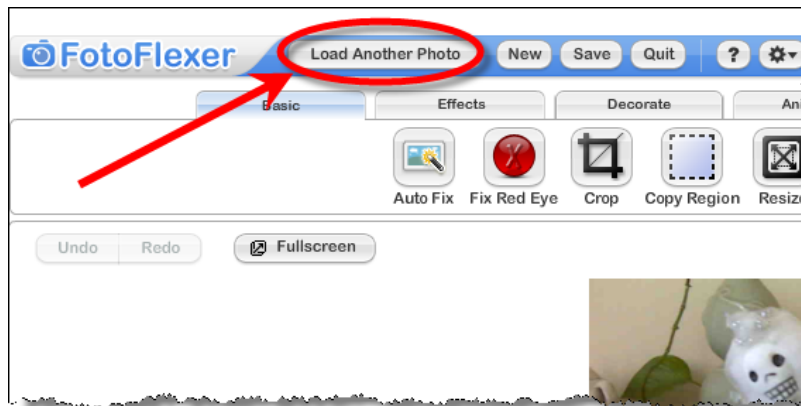 FotoFlexer Load Another Photo New Save Quit ?
Basic Effects Decorate
Auto Fix Fix Red Eye Crop Copy Region
Undo Redo Fullscreen